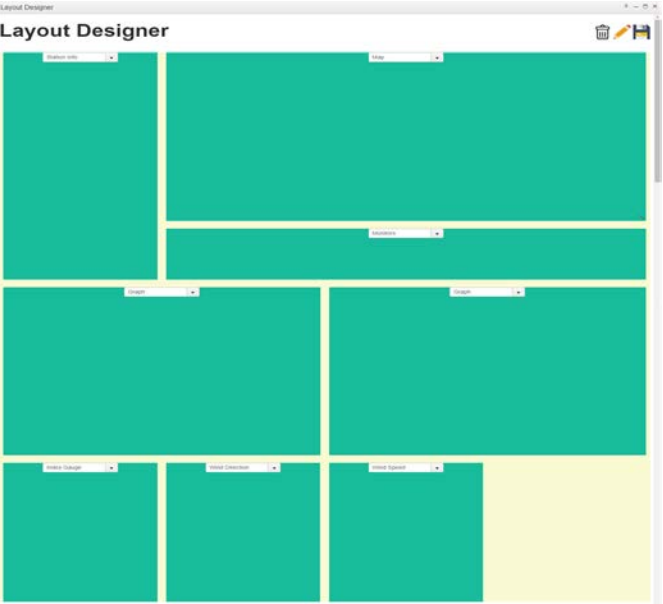 Layout Designer
Layout Designer
Station Info
Map
Monitors
Graph
Graph
Index Gauge
Wind Direction
Wind Speed